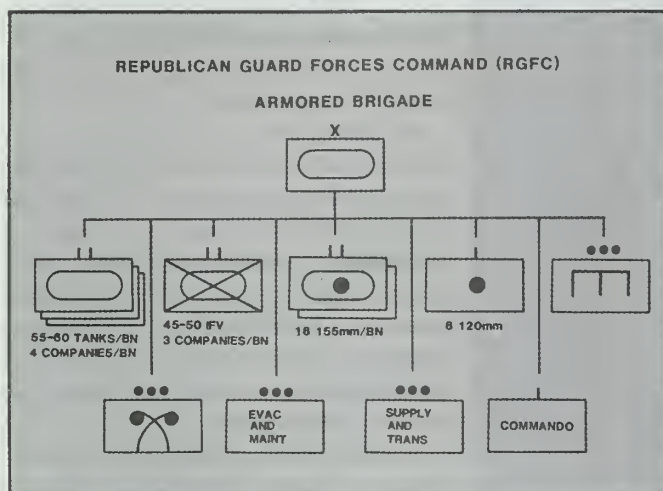 REPUBLICAN GUARD FORCES COMMAND (RGFC)
ARMORED BRIGADE
X
55-60 TANKS/BN
4 COMPANIES/BN
45-50 IFV
3 COMPANIES/BN
18 155mm/BN
6 120mm
EVAC
AND
MAINT
SUPPLY
AND
TRANS
COMMANDO